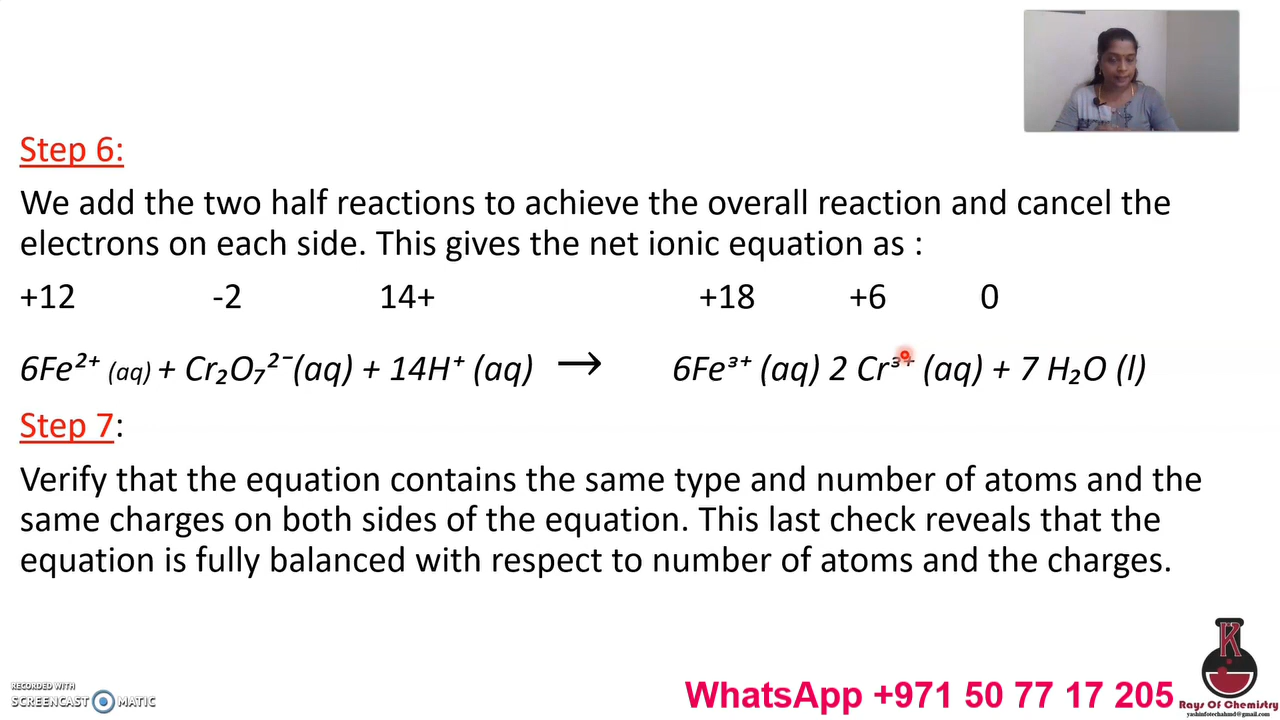 Step 6:
We add the two half reactions to achieve the overall reaction and cancel the
electrons on each side. This gives the net ionic equation as :
+12 -2 14+ +18 +6 0
6Fe²⁺ (aq) + Cr₂O₇²⁻(aq) + 14H⁺ (aq) → 6Fe³⁺ (aq) 2 Cr³⁺ (aq) + 7 H₂O (l)
Step 7:
Verify that the equation contains the same type and number of atoms and the
same charges on both sides of the equation. This last check reveals that the
equation is fully balanced with respect to number of atoms and the charges.
RECORDED WITH
SCREENCAST MATIC
WhatsApp +971 50 77 17 205
K
Rays Of Chemistry
yashinfotechahmd@gmail.com